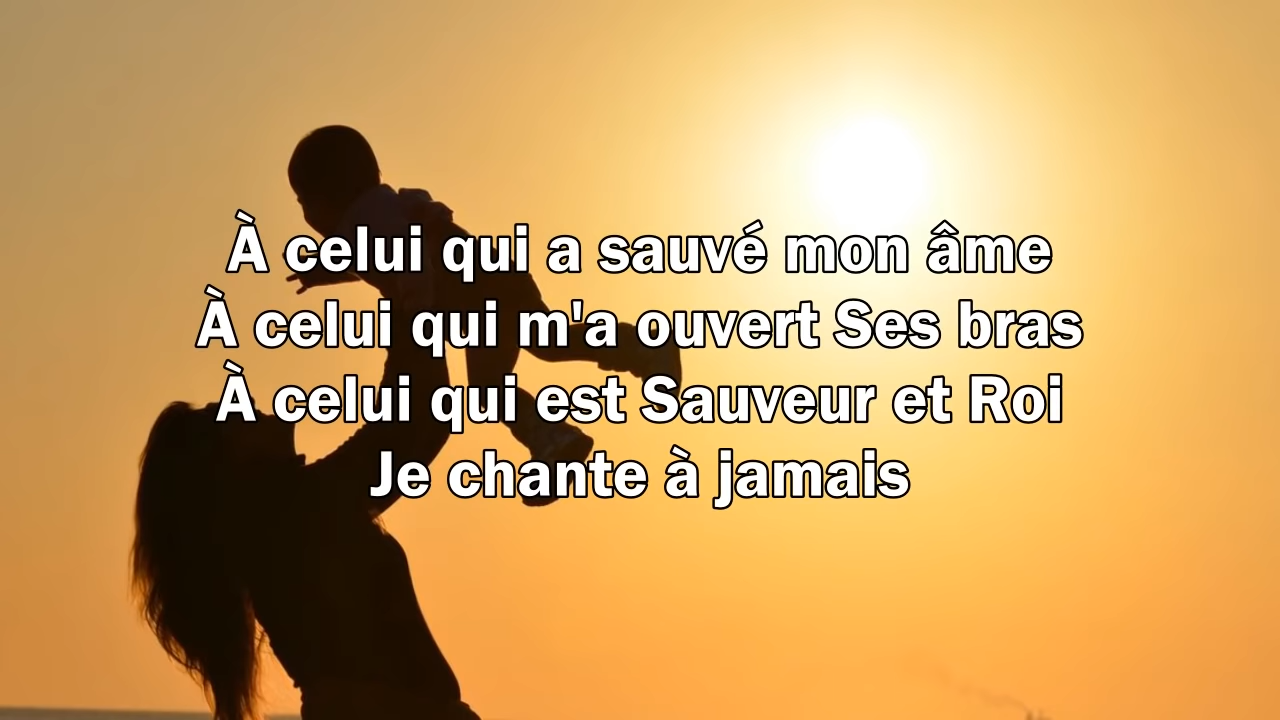 À celui qui a sauvé mon âme
À celui qui m'a ouvert Ses bras
À celui qui est Sauveur et Roi
Je chante à jamais